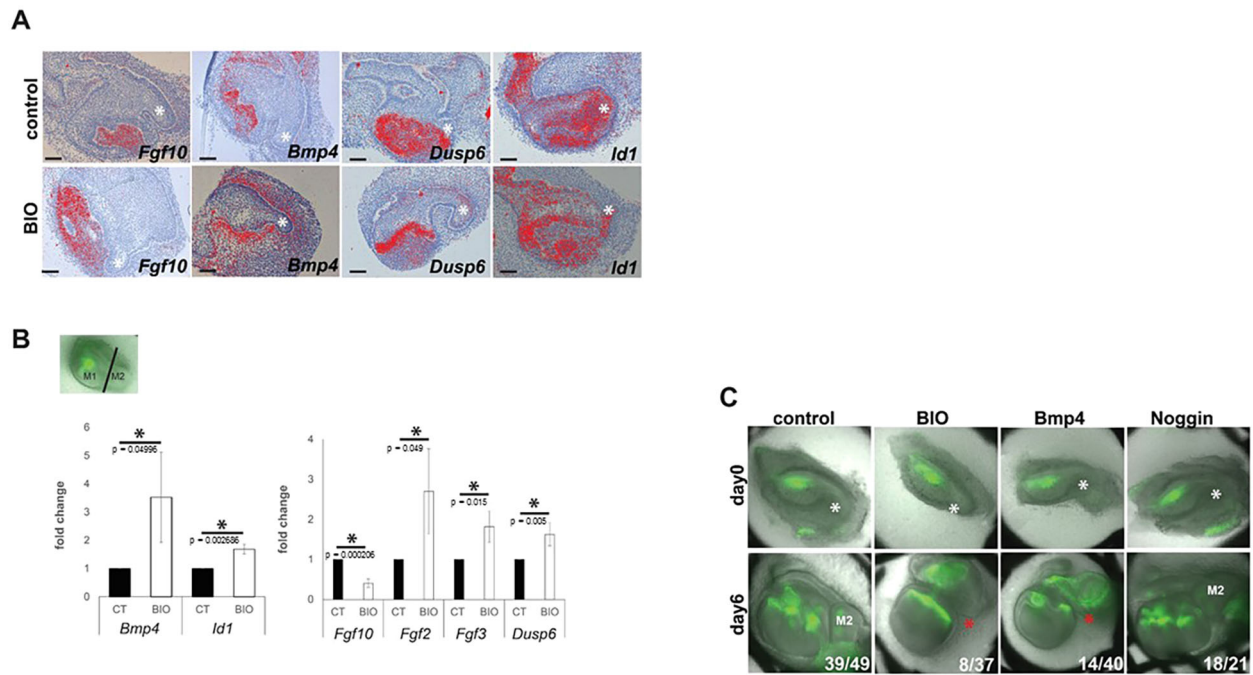 A
control
Fgf10 Bmp4 Dusp6 Id1
* * * *
BIO
Fgf10 Bmp4 Dusp6 Id1
* * * *
B
M1 M2
fold change
6
5
4
3
2
1
0
*
p = 0.04996
*
p = 0.002686
CT BIO CT BIO
Bmp4 Id1
fold change
4
3
2
1
0
*
p = 0.000206
*
p = 0.049
*
p = 0.015
*
p = 0.005
CT BIO CT BIO CT BIO CT BIO
Fgf10 Fgf2 Fgf3 Dusp6
C
control BIO Bmp4 Noggin
day0
* * * *
day6
M2 * * M2
39/49 8/37 14/40 18/21